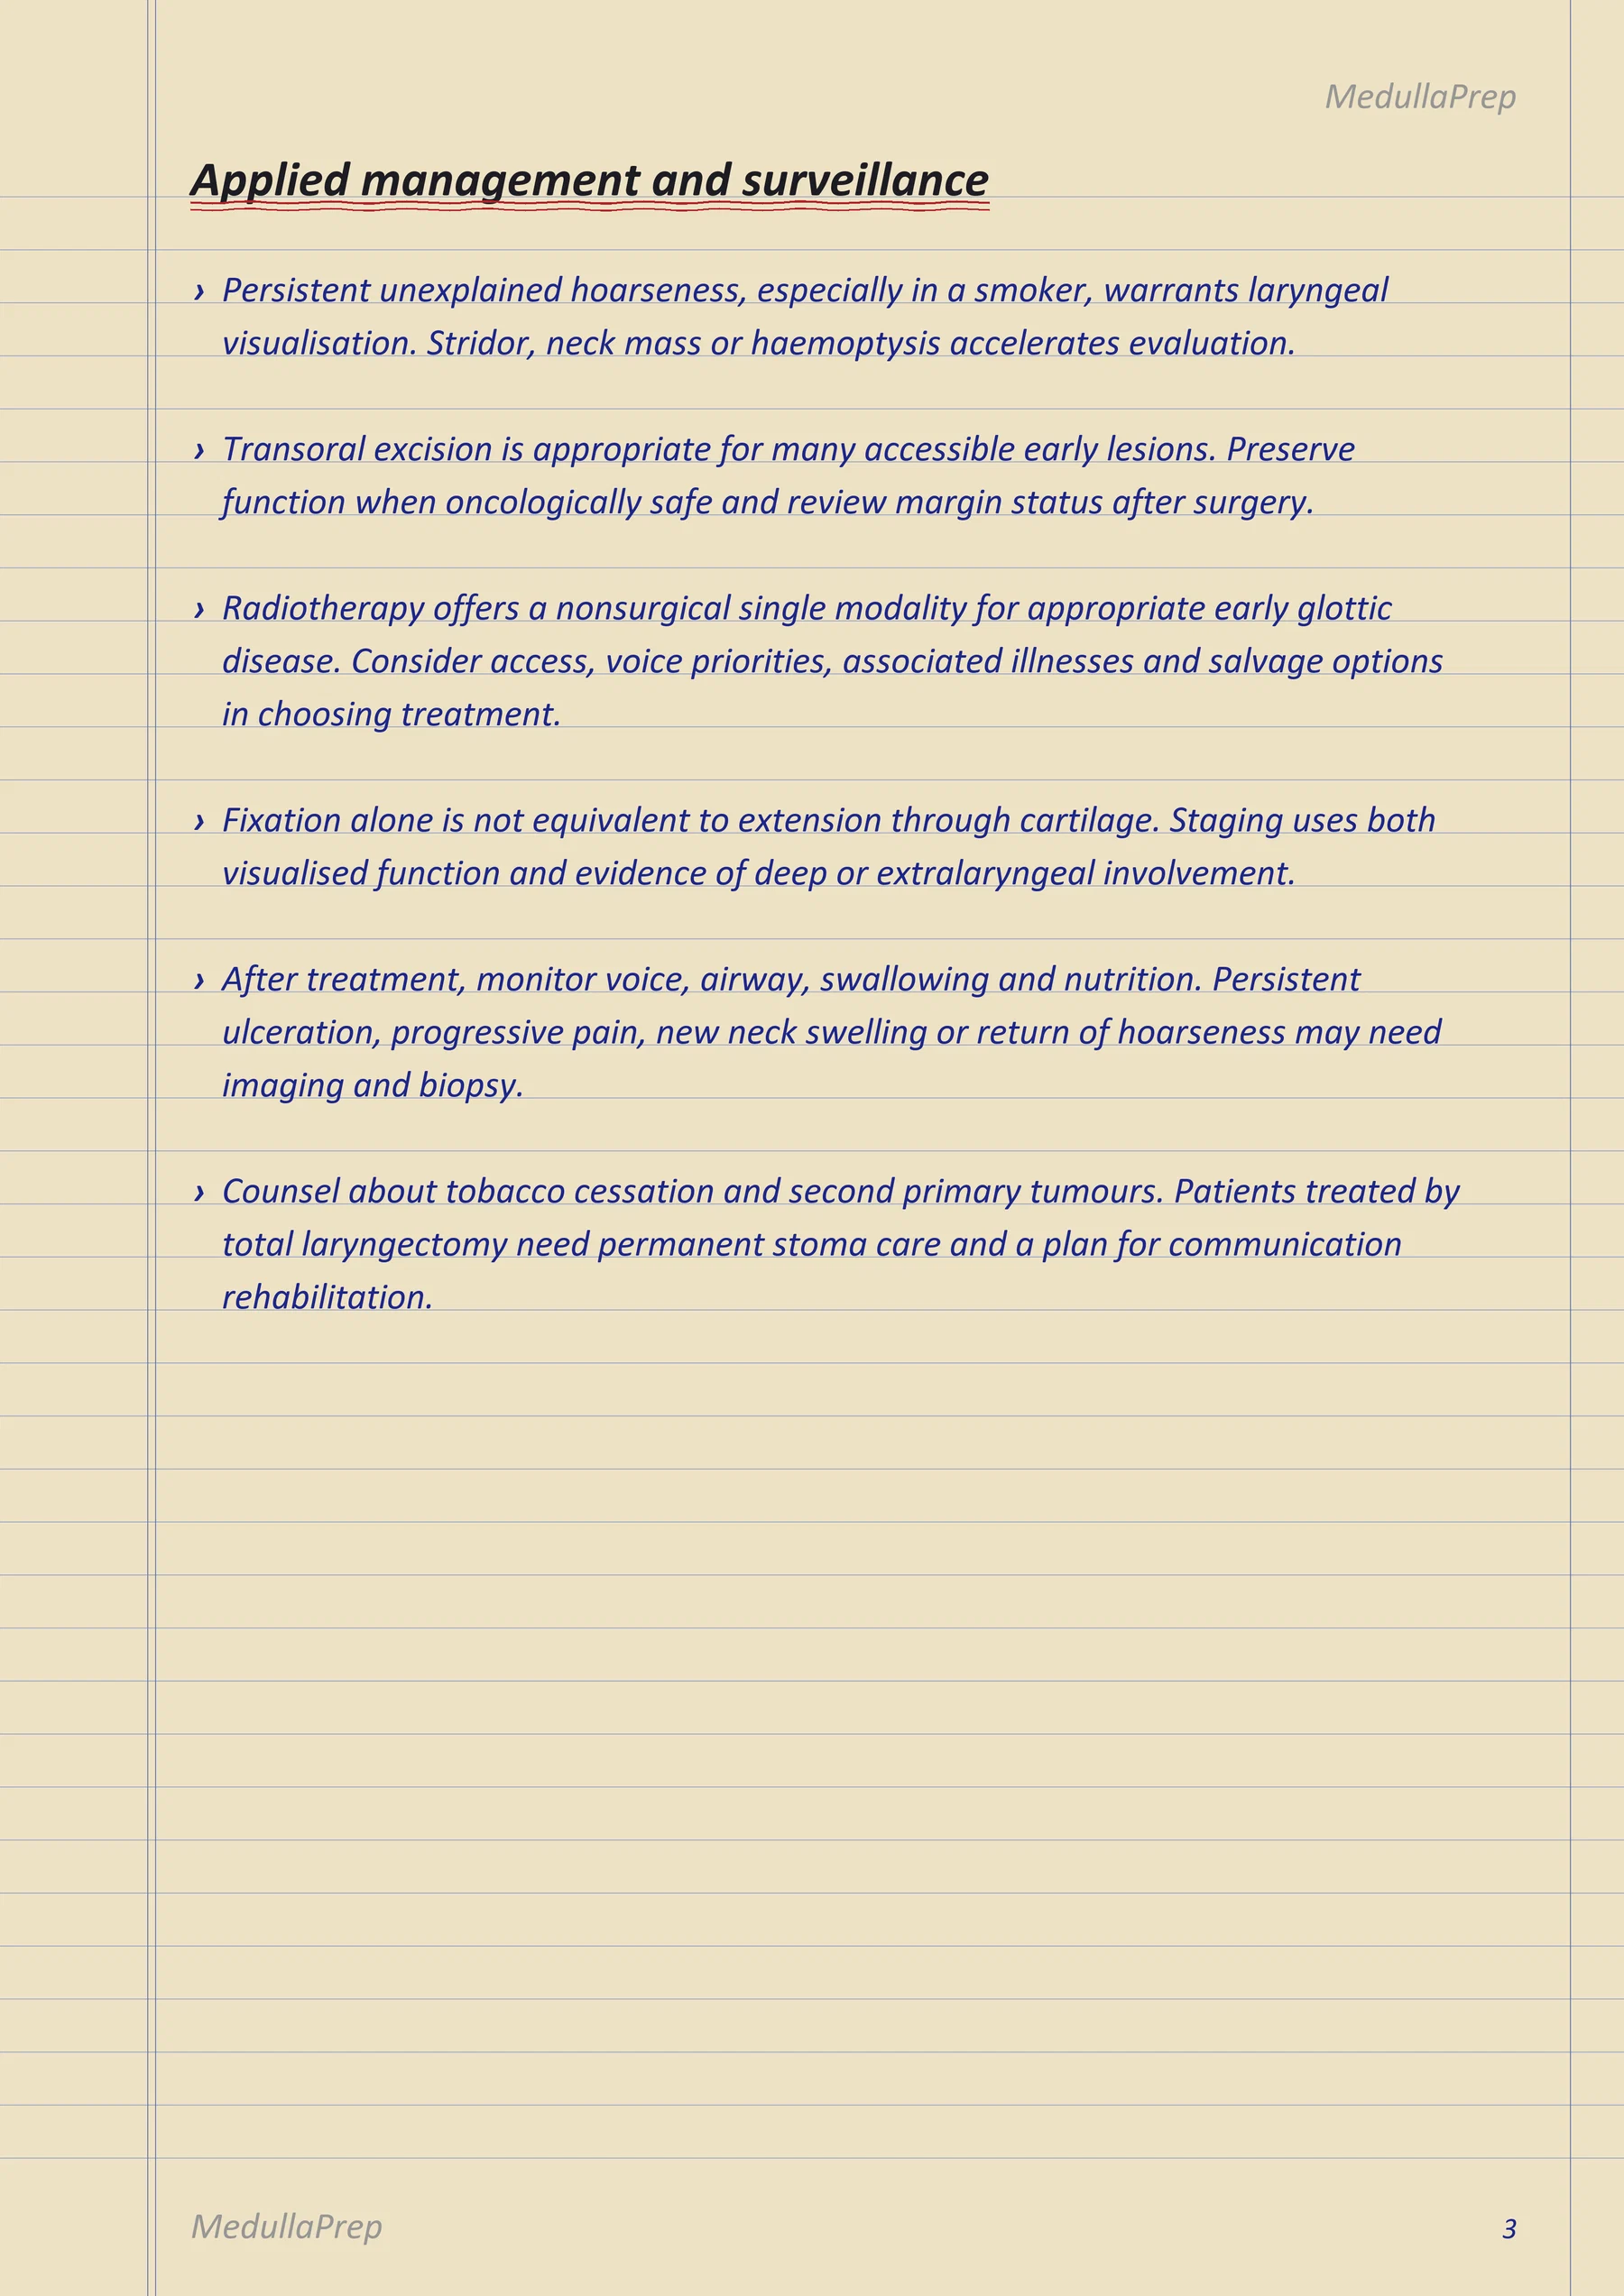 MedullaPrep
Applied management and surveillance
› Persistent unexplained hoarseness, especially in a smoker, warrants laryngeal
visualisation. Stridor, neck mass or haemoptysis accelerates evaluation.
› Transoral excision is appropriate for many accessible early lesions. Preserve
function when oncologically safe and review margin status after surgery.
› Radiotherapy offers a nonsurgical single modality for appropriate early glottic
disease. Consider access, voice priorities, associated illnesses and salvage options
in choosing treatment.
› Fixation alone is not equivalent to extension through cartilage. Staging uses both
visualised function and evidence of deep or extralaryngeal involvement.
› After treatment, monitor voice, airway, swallowing and nutrition. Persistent
ulceration, progressive pain, new neck swelling or return of hoarseness may need
imaging and biopsy.
› Counsel about tobacco cessation and second primary tumours. Patients treated by
total laryngectomy need permanent stoma care and a plan for communication
rehabilitation.
MedullaPrep
3